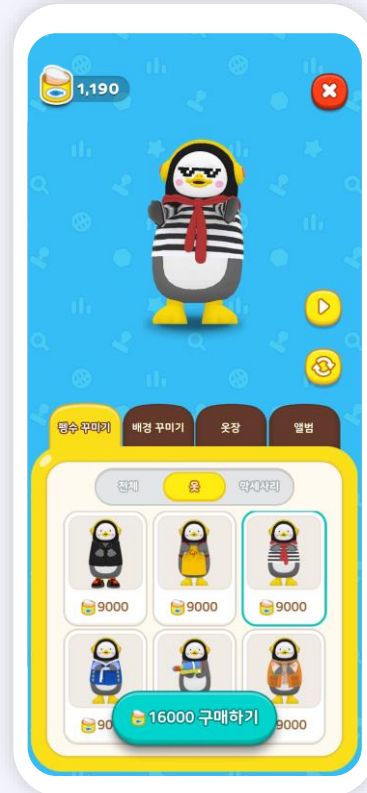 1,190
펭수 꾸미기 배경 꾸미기 옷장 앨범
전체 옷 악세사리
9000 9000 9000
16000 구매하기
9000